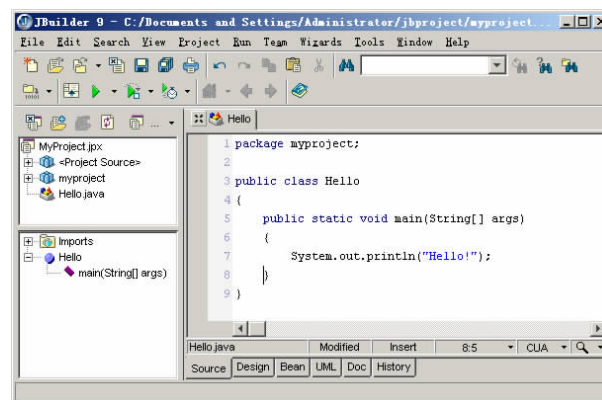 JBuilder 9 - C:/Documents and Settings/Administrator/jbproject/myproject...
File Edit Search View Project Run Team Wizards Tools Window Help
Hello
MyProject.jpx
<Project Source>
myproject
Hello.java
Imports
Hello
main(String[] args)
1 package myproject;
2
3 public class Hello
4 {
5 public static void main(String[] args)
6 {
7 System.out.println("Hello!");
8 }
9 }
Hello.java Modified Insert 8:5 CUA
Source Design Bean UML Doc History